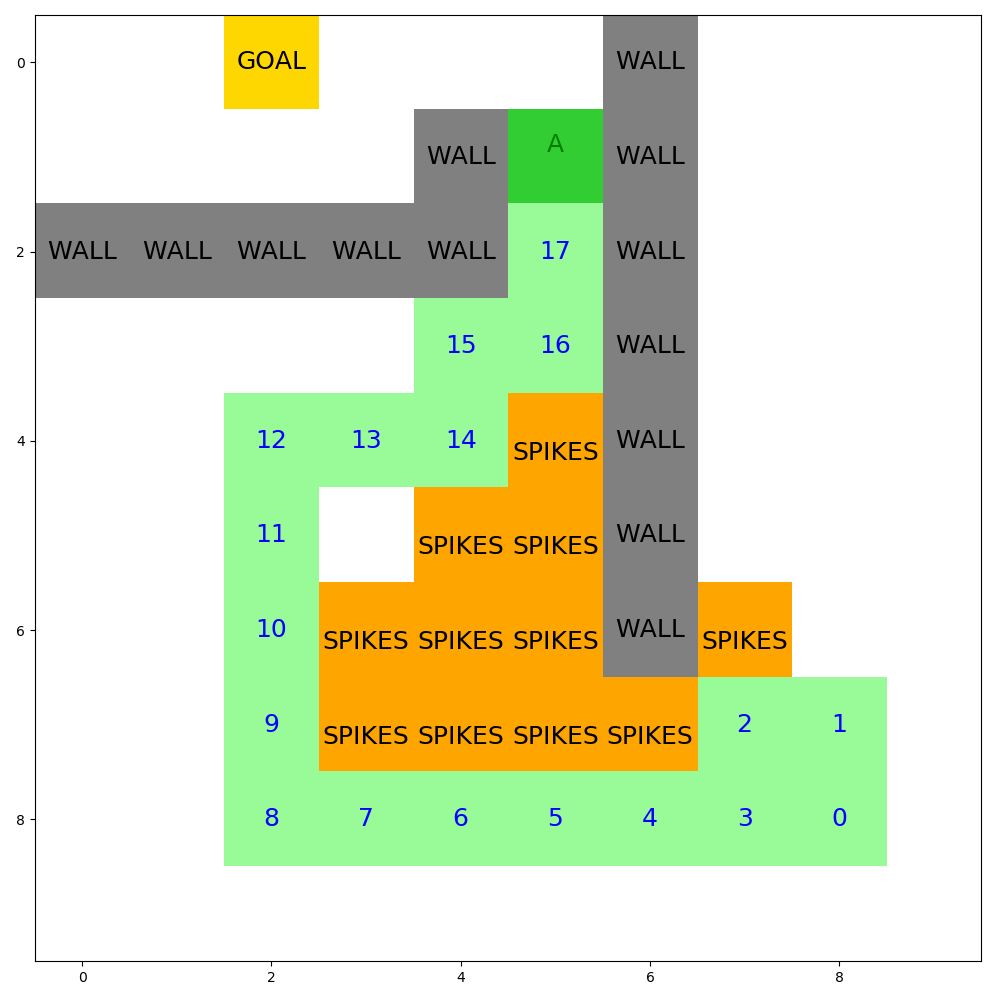 0 GOAL WALL
WALL A WALL
2 WALL WALL WALL WALL WALL 17 WALL
15 16 WALL
4 12 13 14 SPIKES WALL
11 SPIKES SPIKES WALL
6 10 SPIKES SPIKES SPIKES WALL SPIKES
9 SPIKES SPIKES SPIKES SPIKES 2 1
8 8 7 6 5 4 3 0
0 2 4 6 8